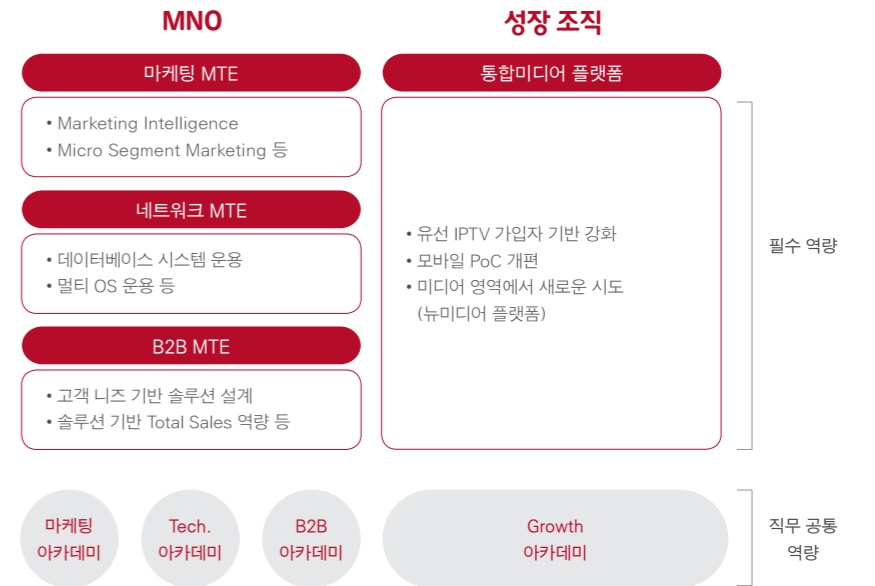 MNO
마케팅 MTE
• Marketing Intelligence
• Micro Segment Marketing 등
네트워크 MTE
• 데이터베이스 시스템 운용
• 멀티 OS 운용 등
B2B MTE
• 고객 니즈 기반 솔루션 설계
• 솔루션 기반 Total Sales 역량 등
성장 조직
통합미디어 플랫폼
• 유선 IPTV 가입자 기반 강화
• 모바일 PoC 개편
• 미디어 영역에서 새로운 시도
(뉴미디어 플랫폼)
필수 역량
마케팅
아카데미
Tech.
아카데미
B2B
아카데미
Growth
아카데미
직무 공통
역량